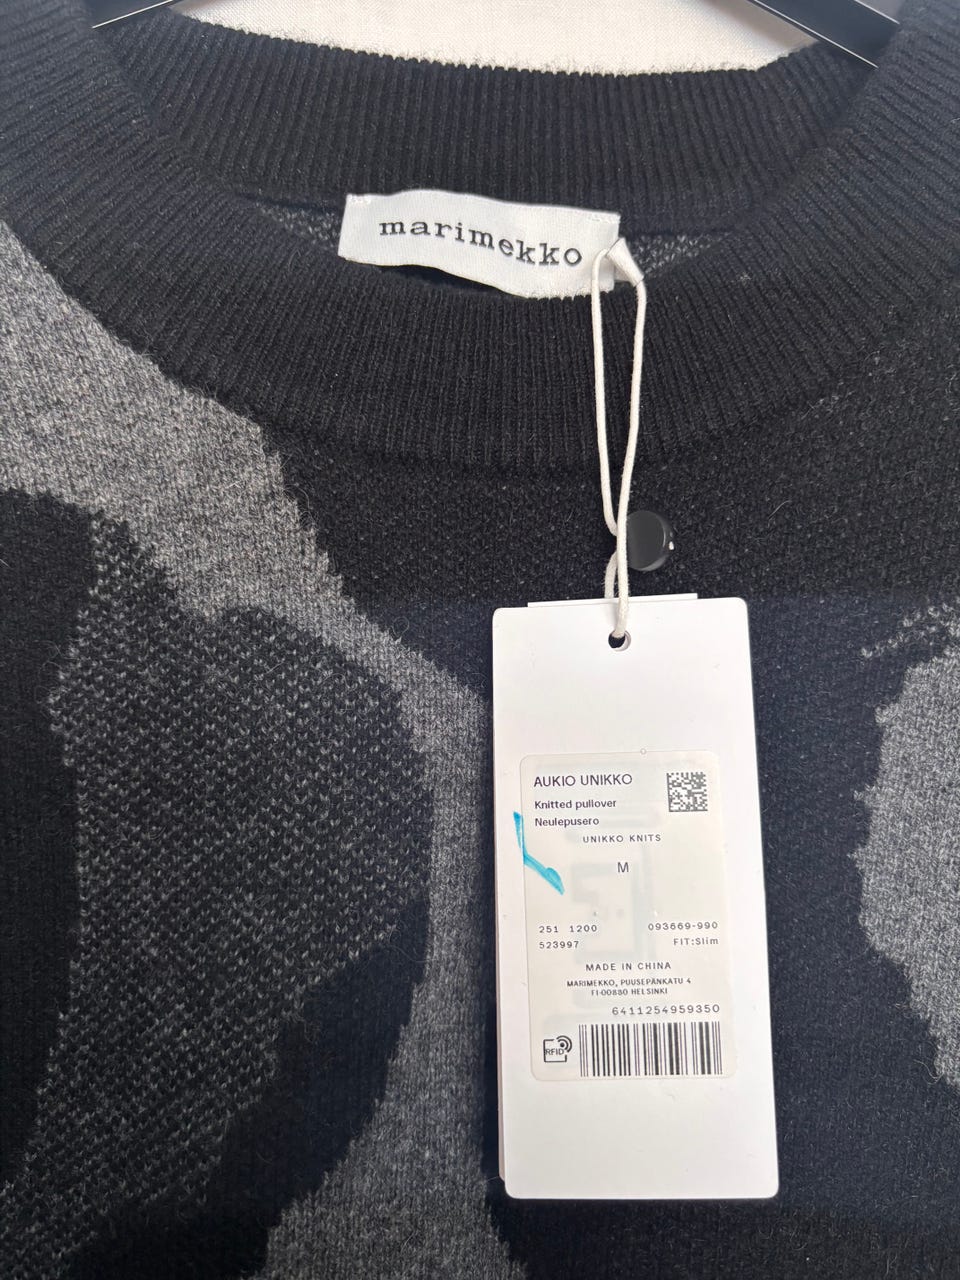 marimekko
AUKIO UNIKKO
Knitted pullover
Neulepusero
UNIKKO KNITS
M
251 1200 093669-990
523997 FIT:Slim
MADE IN CHINA
MARIMEKKO, PUUSEPÄNKATU 4
FI-00880 HELSINKI
6411254959350
RFID